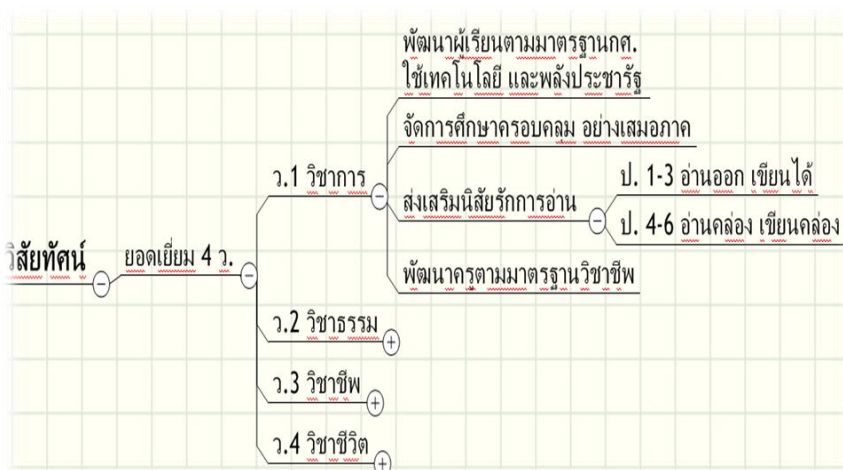 พัฒนาผู้เรียนตามมาตรฐานกศ.
ใช้เทคโนโลยี และพลังประชารัฐ
จัดการศึกษาครอบคลุม อย่างเสมอภาค
ว.1 วิชาการ
ส่งเสริมนิสัยรักการอ่าน
ป. 1-3 อ่านออก เขียนได้
ป. 4-6 อ่านคล่อง เขียนคล่อง
วิสัยทัศน์
ยอดเยี่ยม 4 ว.
พัฒนาครูตามมาตรฐานวิชาชีพ
ว.2 วิชาธรรม
ว.3 วิชาชีพ
ว.4 วิชาชีวิต